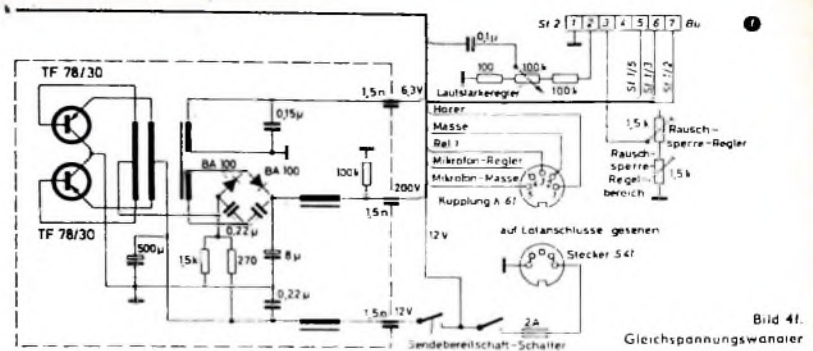 St 2 1 2 3 4 5 6 7 Bu
0,1µ
TF 78/30
100
100k
100k
St 1/5
St 1/3
St 1/2
Lautstärkeregler
1,5n
6,3V
0,15µ
Hörer
Masse
Rel 1
Mikrofon-Regler
Mikrofon-Masse
Kupplung K 61
1,5k
Rausch-
sperre-Regler
Rausch-
sperre-
Regel-
bereich
1,5k
BA 100
BA 100
100k
200V
1,5n
TF 78/30
0,22µ
500µ
1,5k
270
8µ
0,22µ
12V
auf Lötanschlüsse gesehen
Stecker S 41
1,5n
12V
2A
Sendebereitschaft-Schalter
Bild 4f.
Gleichspannungswandler